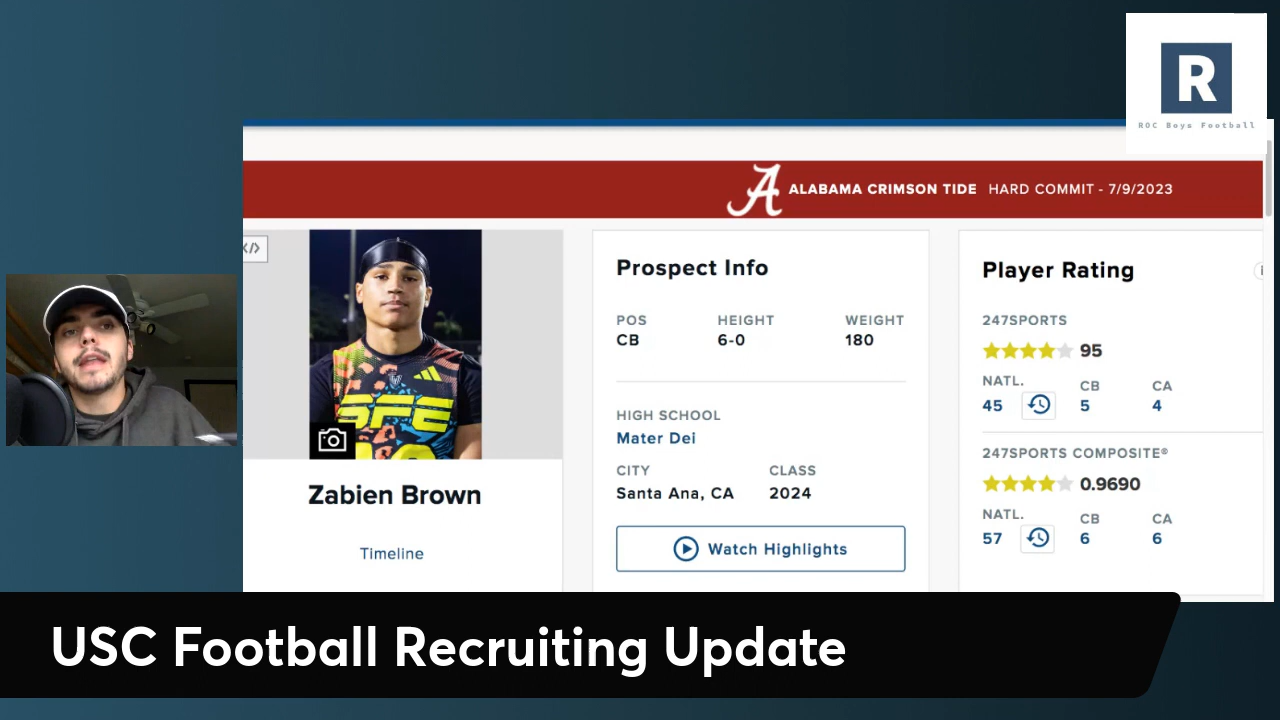 R
ROC Boys Football
ALABAMA CRIMSON TIDE HARD COMMIT - 7/9/2023
</>
Zabien Brown
Timeline
Prospect Info
POS HEIGHT WEIGHT
CB 6-0 180
HIGH SCHOOL
Mater Dei
CITY CLASS
Santa Ana, CA 2024
Watch Highlights
Player Rating
247SPORTS
95
NATL. CB CA
45 5 4
247SPORTS COMPOSITE®
0.9690
NATL. CB CA
57 6 6
USC Football Recruiting Update